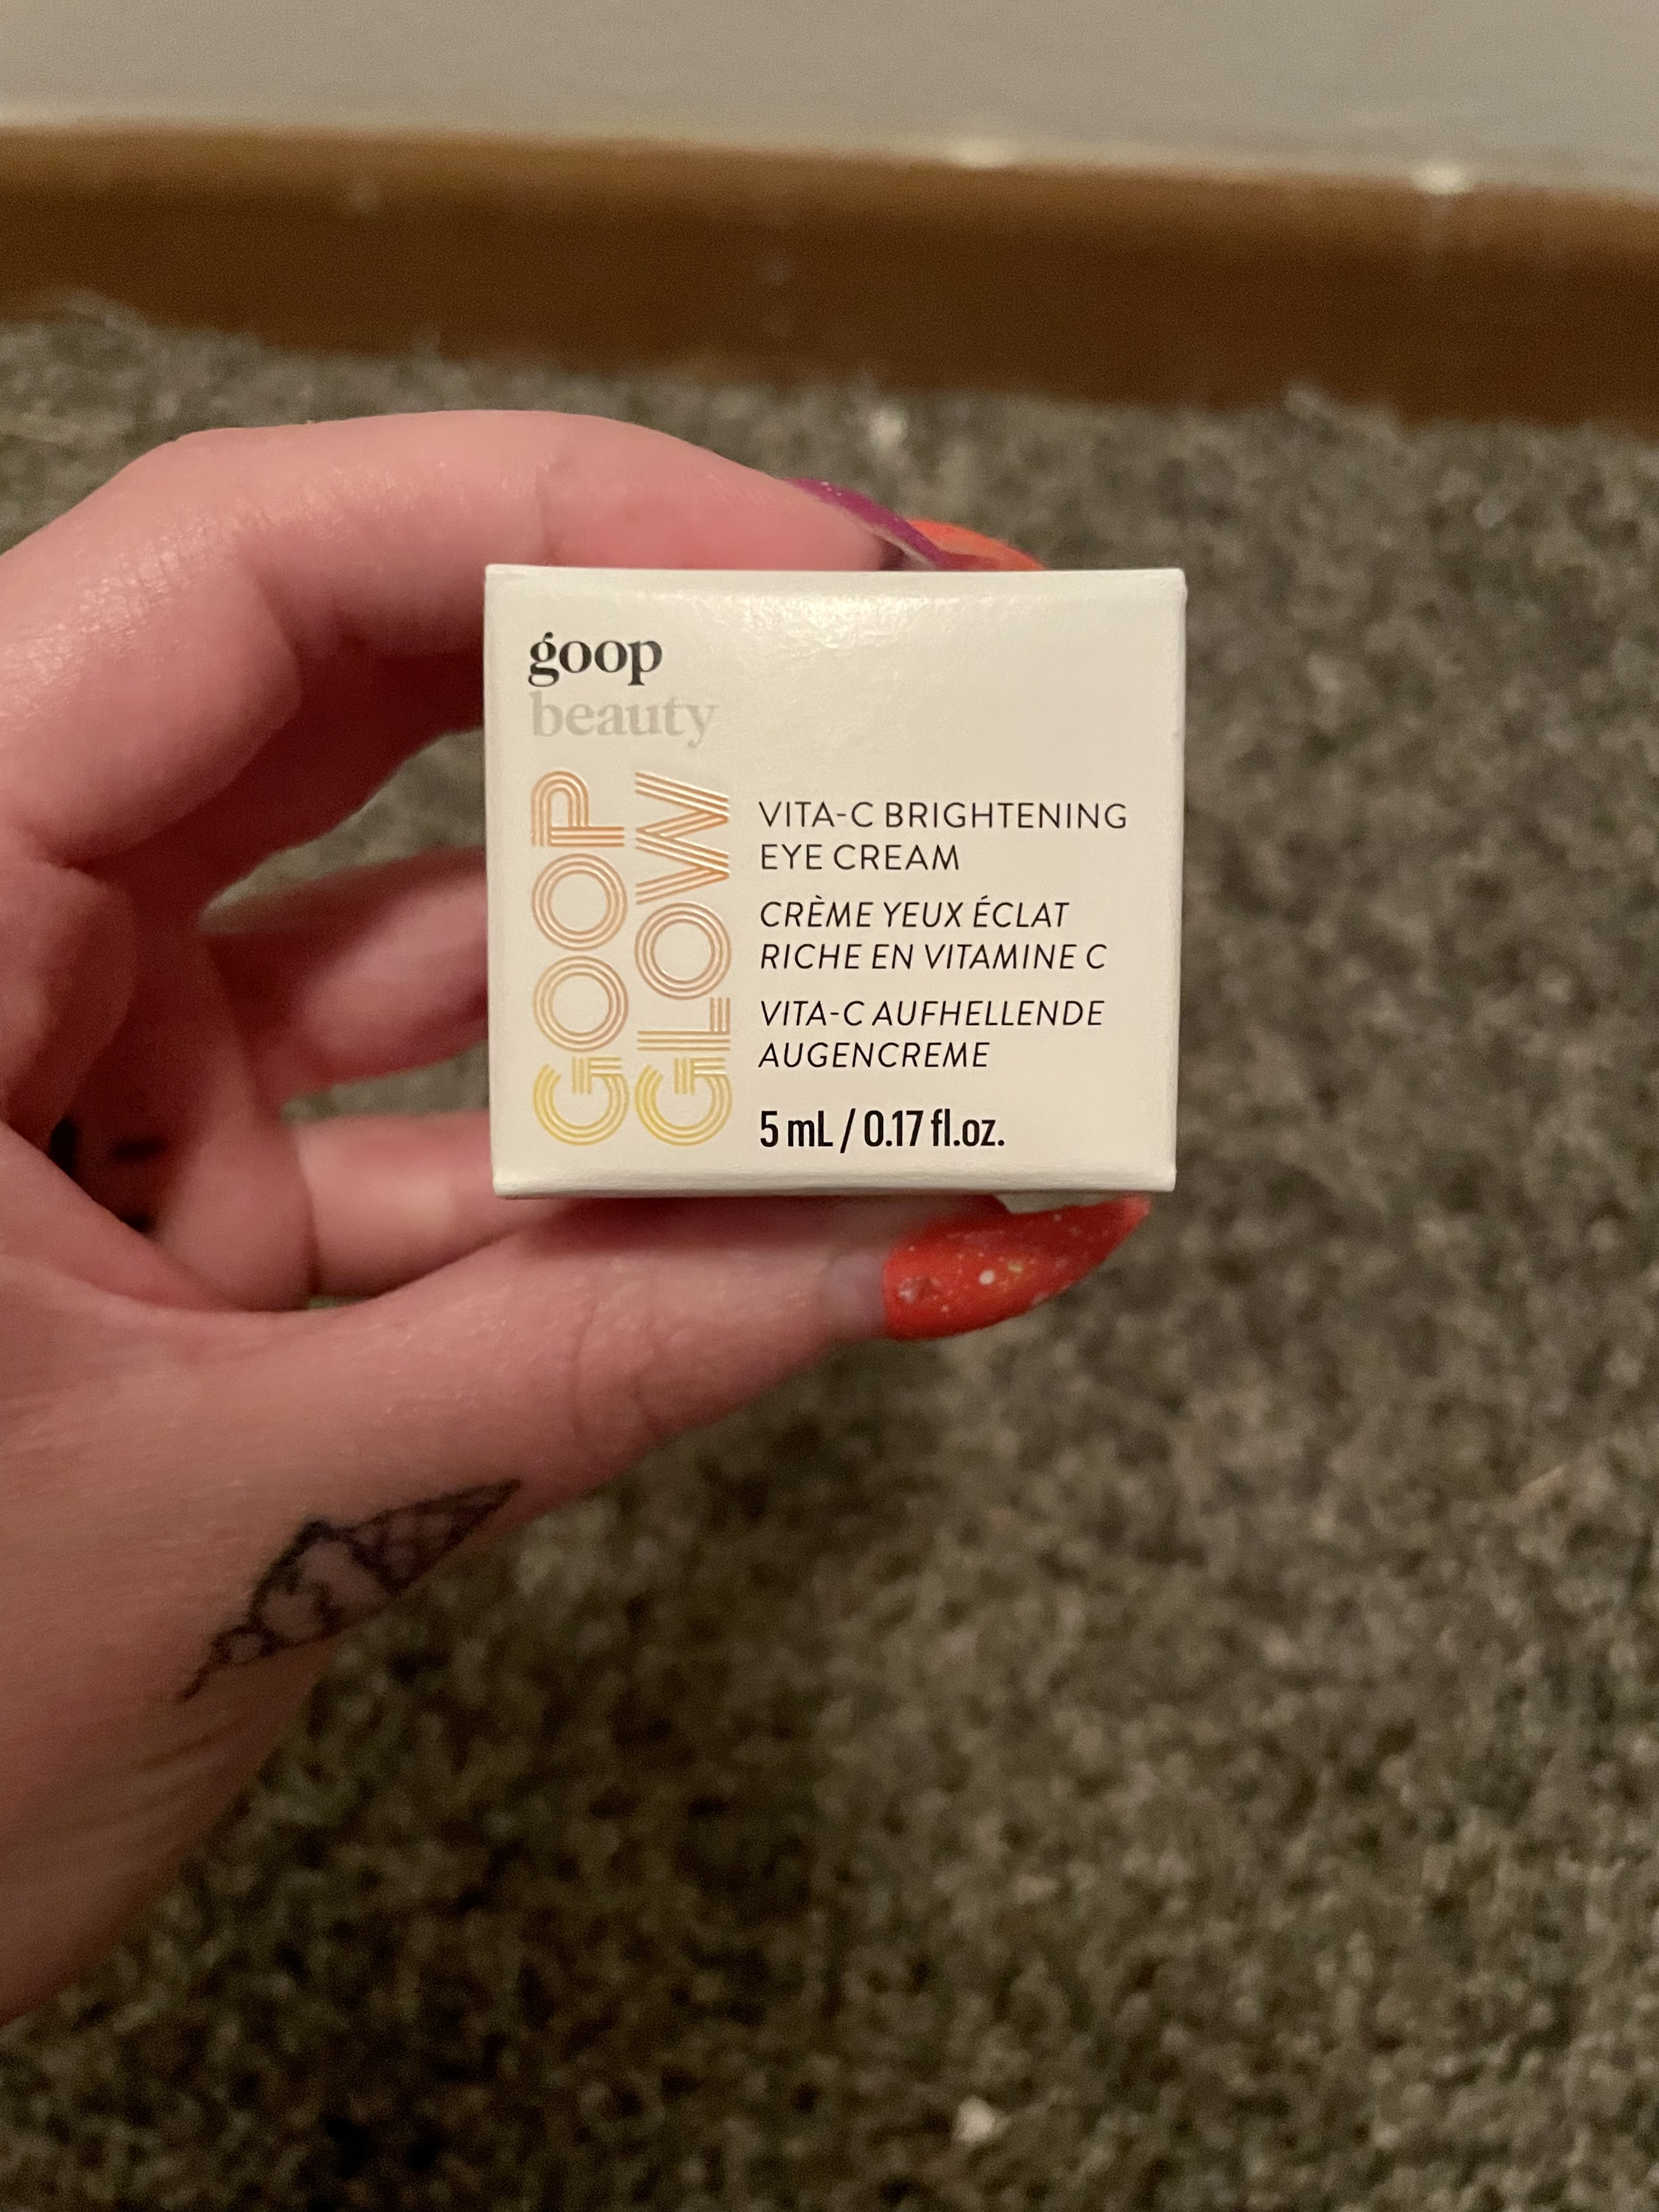 goop
beauty
GOOP
GLOW
VITA-C BRIGHTENING
EYE CREAM
CRÈME YEUX ÉCLAT
RICHE EN VITAMINE C
VITA-C AUFHELLENDE
AUGENCREME
5 mL / 0.17 fl.oz.